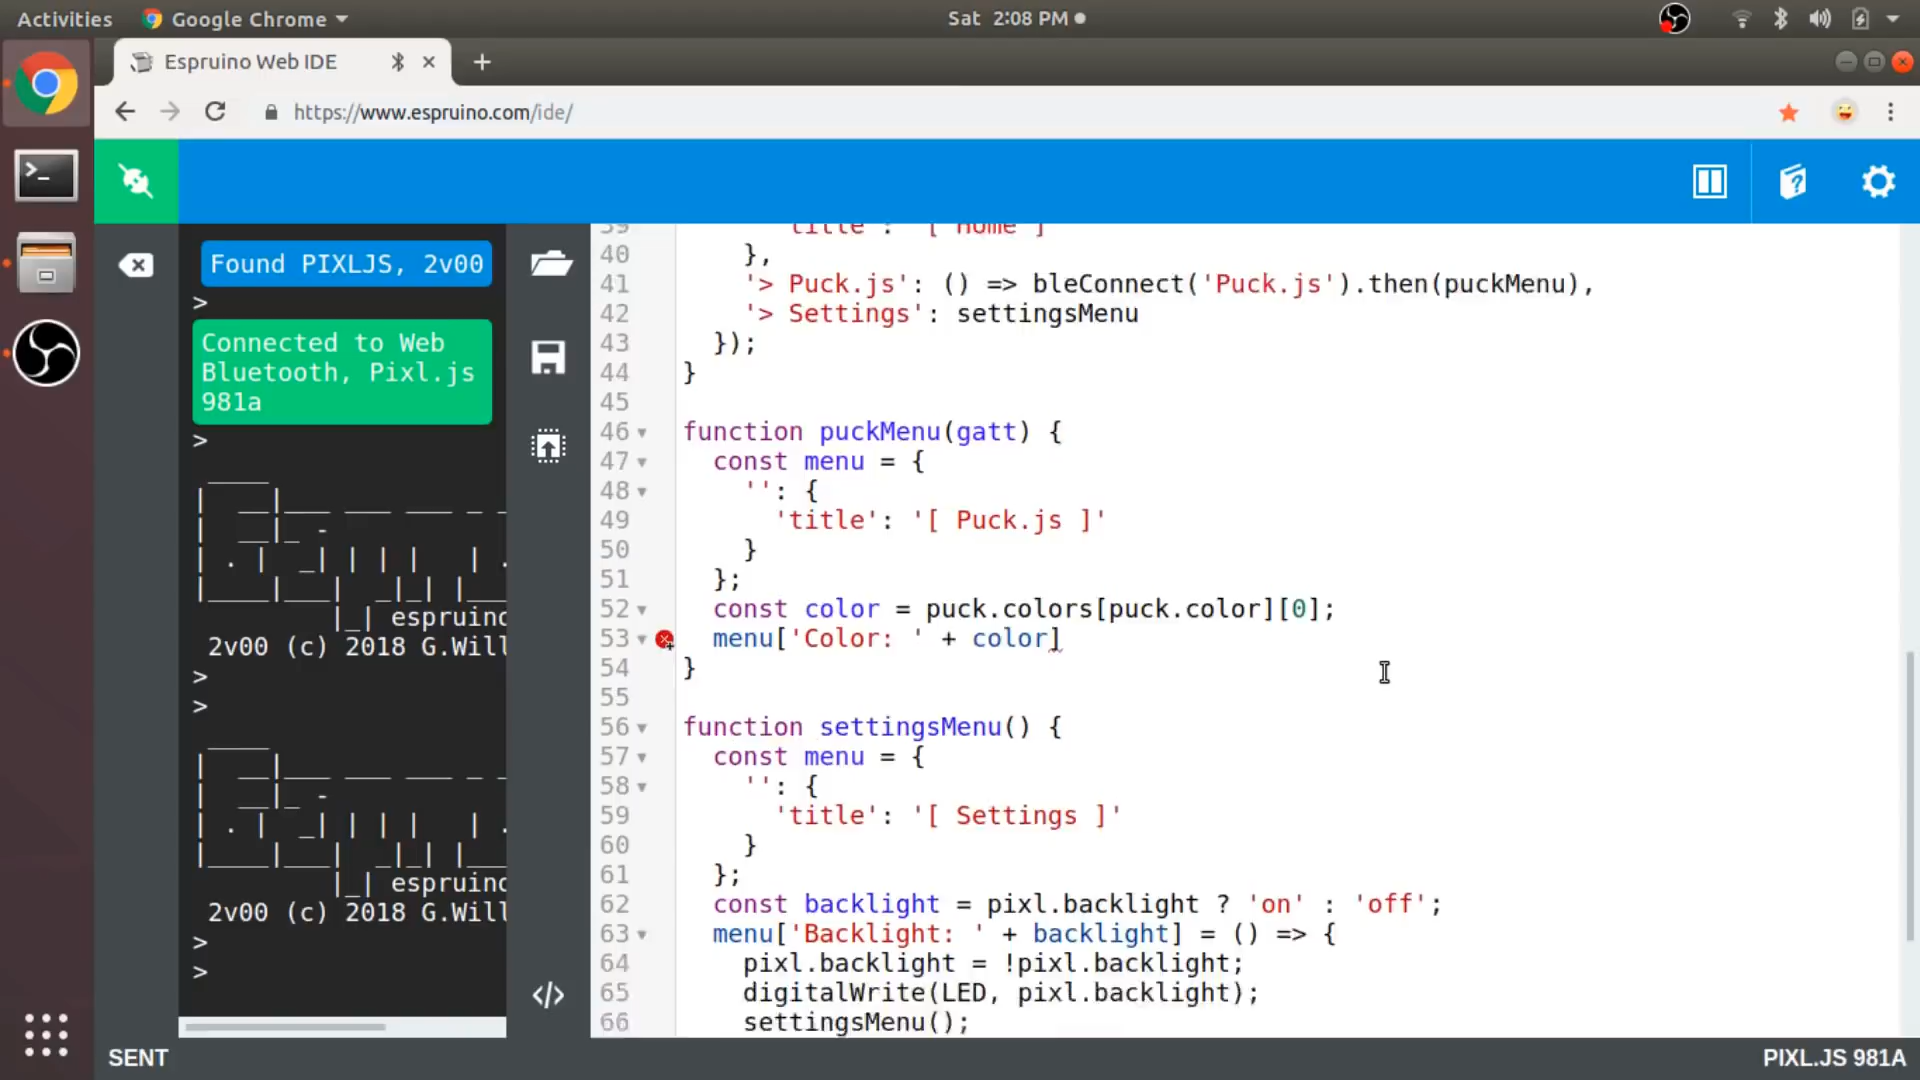 Activities
Google Chrome
Sat 2:08 PM
Espruino Web IDE
https://www.espruino.com/ide/
Found PIXLJS, 2v00
>
Connected to Web
Bluetooth, Pixl.js
981a
>
|_| espruino
2v00 (c) 2018 G.Will
>
>
|_| espruino
2v00 (c) 2018 G.Will
>
>
39 'title': '[ Home ]'
40 },
41 '> Puck.js': () => bleConnect('Puck.js').then(puckMenu),
42 '> Settings': settingsMenu
43 });
44 }
45
46 function puckMenu(gatt) {
47 const menu = {
48 '': {
49 'title': '[ Puck.js ]'
50 }
51 };
52 const color = puck.colors[puck.color][0];
53 menu['Color: ' + color]
54 }
55
56 function settingsMenu() {
57 const menu = {
58 '': {
59 'title': '[ Settings ]'
60 }
61 };
62 const backlight = pixl.backlight ? 'on' : 'off';
63 menu['Backlight: ' + backlight] = () => {
64 pixl.backlight = !pixl.backlight;
65 digitalWrite(LED, pixl.backlight);
66 settingsMenu();
SENT
PIXL.JS 981A